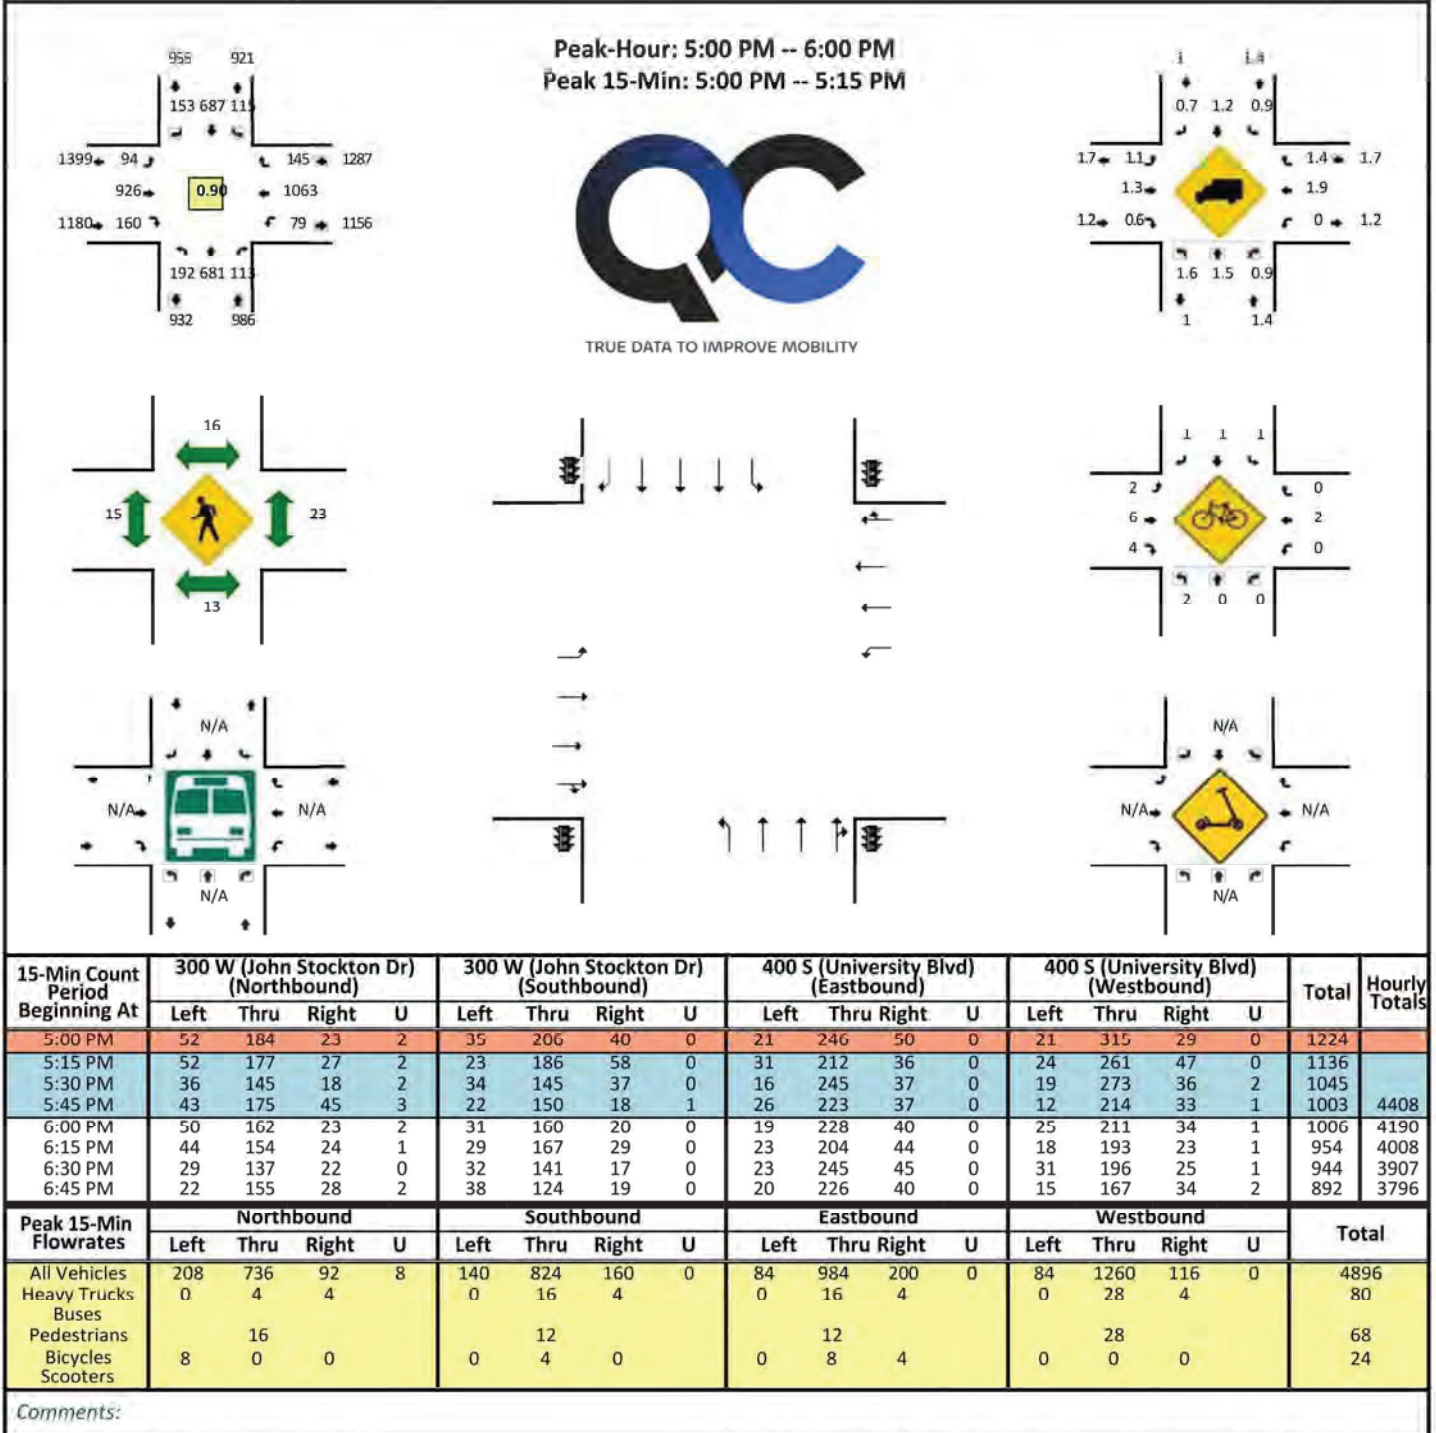 Peak-Hour: 5:00 PM -- 6:00 PM
Peak 15-Min: 5:00 PM -- 5:15 PM
955 921
153 687 115
1399 94 145 1287
926 0.90 1063
1180 160 79 1156
192 681 113
932 986
QC
TRUE DATA TO IMPROVE MOBILITY
1 1.4
0.7 1.2 0.9
1.7 1.1 1.4 1.7
1.3 1.9
1.2 0.6 0 1.2
1.6 1.5 0.9
1 1.4
16
15 23
13
1 1 1
2 0
6 2
4 0
2 0 0
N/A
N/A N/A
N/A
N/A
N/A N/A
N/A
15-Min Count Period Beginning At 300 W (John Stockton Dr) (Northbound) 300 W (John Stockton Dr) (Southbound) 400 S (University Blvd) (Eastbound) 400 S (University Blvd) (Westbound) Total Hourly Totals
Left Thru Right U Left Thru Right U Left Thru Right U Left Thru Right U
5:00 PM 52 184 23 2 35 206 40 0 21 246 50 0 21 315 29 0 1224
5:15 PM 52 177 27 2 23 186 58 0 31 212 36 0 24 261 47 0 1136
5:30 PM 36 145 18 2 34 145 37 0 16 245 37 0 19 273 36 2 1045
5:45 PM 43 175 45 3 22 150 18 1 26 223 37 0 12 214 33 1 1003 4408
6:00 PM 50 162 23 2 31 160 20 0 19 228 40 0 25 211 34 1 1006 4190
6:15 PM 44 154 24 1 29 167 29 0 23 204 44 0 18 193 23 1 954 4008
6:30 PM 29 137 22 0 32 141 17 0 23 245 45 0 31 196 25 1 944 3907
6:45 PM 22 155 28 2 38 124 19 0 20 226 40 0 15 167 34 2 892 3796
Peak 15-Min Flowrates Northbound Southbound Eastbound Westbound Total
Left Thru Right U Left Thru Right U Left Thru Right U Left Thru Right U
All Vehicles 208 736 92 8 140 824 160 0 84 984 200 0 84 1260 116 0 4896
Heavy Trucks 0 4 4 0 16 4 0 16 4 0 28 4 80
Buses
Pedestrians 16 12 12 28 68
Bicycles 8 0 0 0 4 0 0 8 4 0 0 0 24
Scooters
Comments: